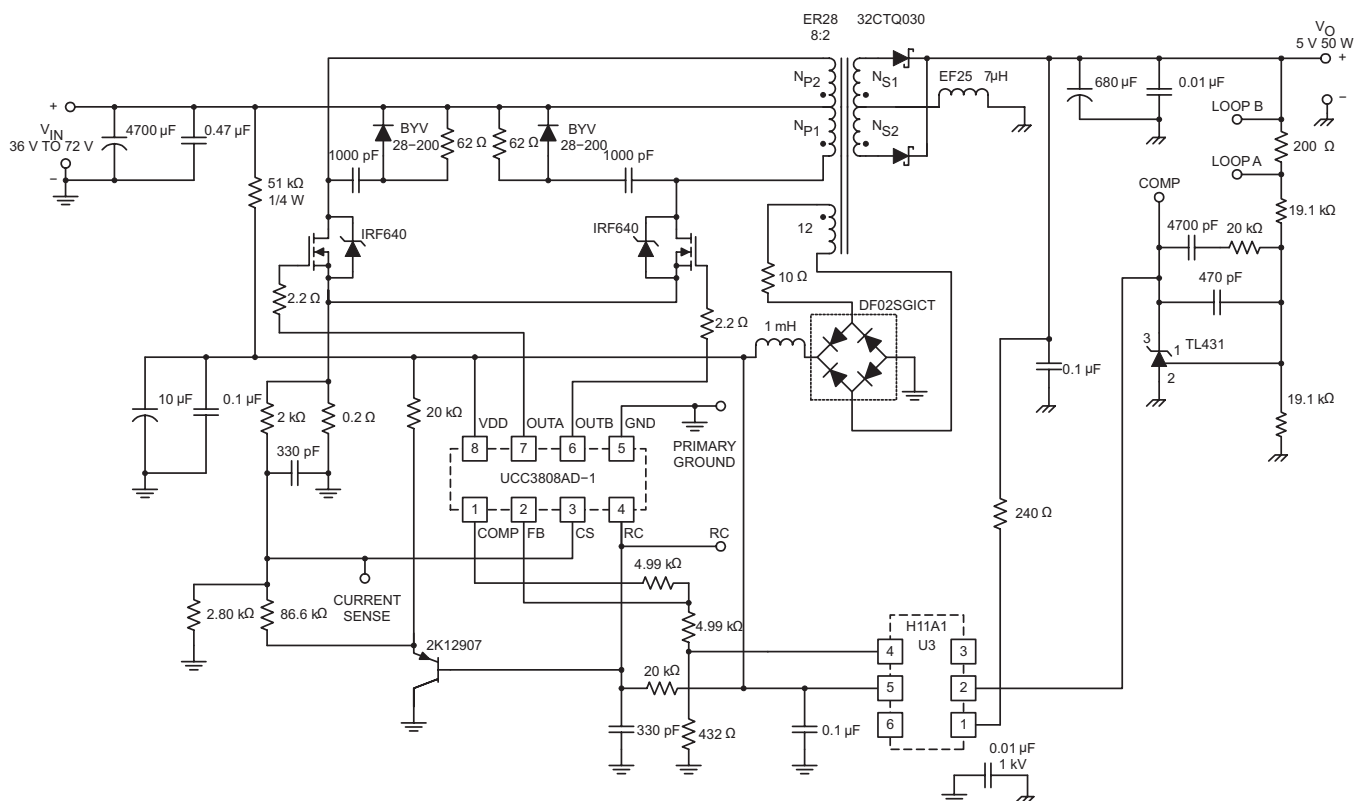 ER28
8:2
32CTQ030
VO
5 V 50 W
+
−
NP2
NS1
EF25
7μH
680 μF
0.01 μF
LOOP B
200 Ω
LOOP A
+
VIN
36 V TO 72 V
−
4700 μF
0.47 μF
BYV
28−200
62 Ω
62 Ω
BYV
28−200
NP1
NS2
1000 pF
1000 pF
51 kΩ
1/4 W
COMP
19.1 kΩ
IRF640
IRF640
12
4700 pF
20 kΩ
10 Ω
470 pF
2.2 Ω
2.2 Ω
DF02SGICT
1 mH
3
1
TL431
2
0.1 μF
10 μF
0.1 μF
2 kΩ
0.2 Ω
20 kΩ
19.1 kΩ
VDD
OUTA
OUTB
GND
PRIMARY
GROUND
330 pF
8
7
6
5
UCC3808AD−1
1
2
3
4
COMP
FB
CS
RC
RC
240 Ω
4.99 kΩ
CURRENT
SENSE
2.80 kΩ
86.6 kΩ
4.99 kΩ
H11A1
U3
2K12907
4
3
20 kΩ
5
2
6
1
330 pF
432 Ω
0.1 μF
0.01 μF
1 kV